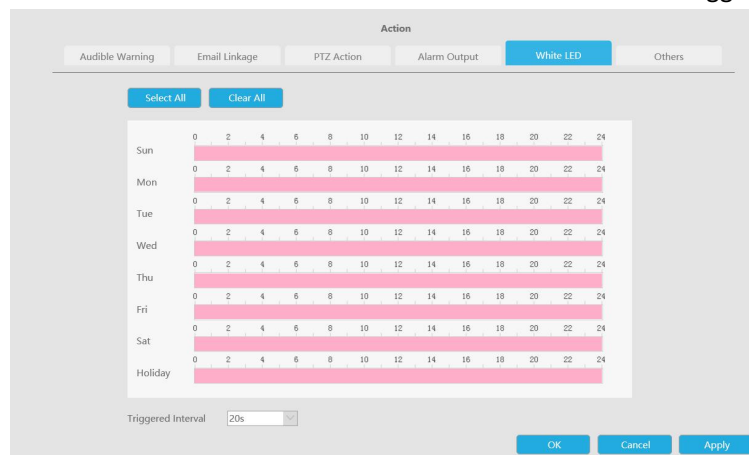 gg
Action
Audible Warning Email Linkage PTZ Action Alarm Output White LED Others
Select All Clear All
0 2 4 6 8 10 12 14 16 18 20 22 24
Sun
0 2 4 6 8 10 12 14 16 18 20 22 24
Mon
0 2 4 6 8 10 12 14 16 18 20 22 24
Tue
0 2 4 6 8 10 12 14 16 18 20 22 24
Wed
0 2 4 6 8 10 12 14 16 18 20 22 24
Thu
0 2 4 6 8 10 12 14 16 18 20 22 24
Fri
0 2 4 6 8 10 12 14 16 18 20 22 24
Sat
0 2 4 6 8 10 12 14 16 18 20 22 24
Holiday
Triggered Interval 20s
OK Cancel Apply